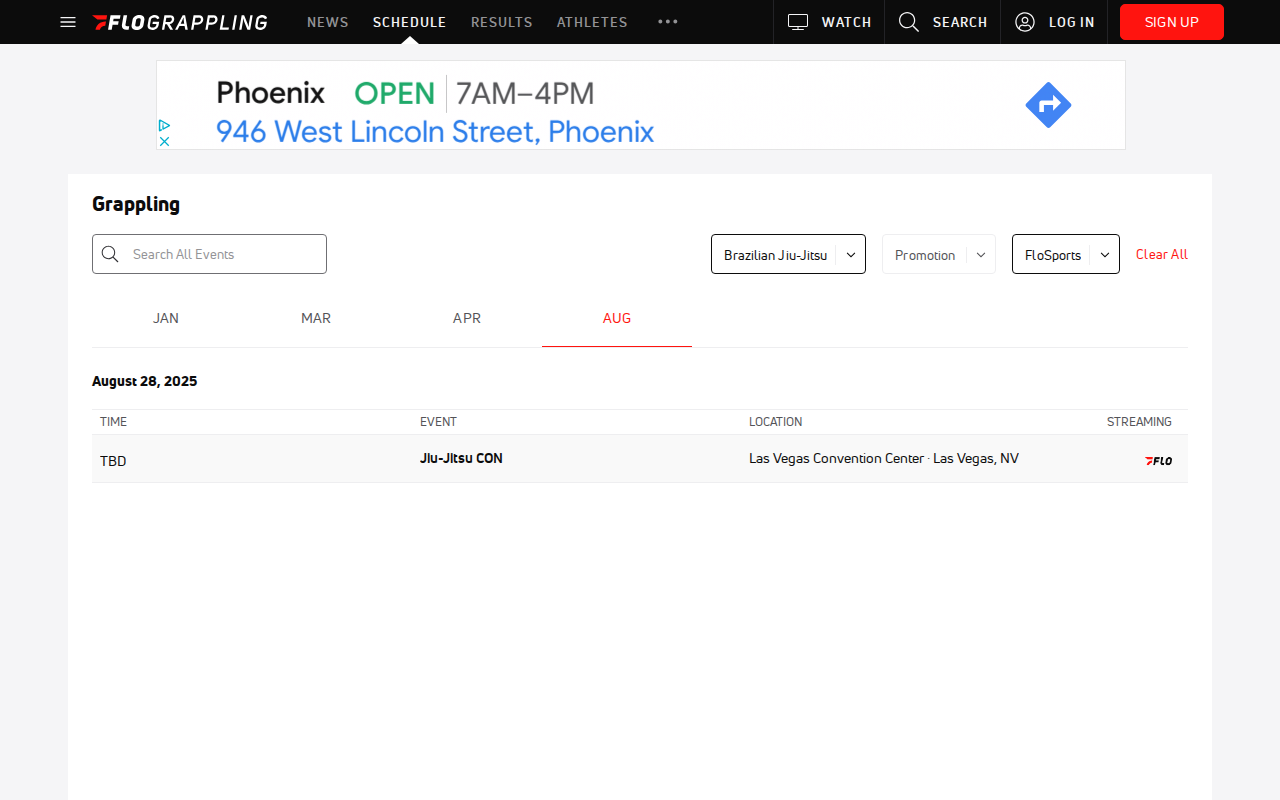 FLOGRAPPLING NEWS SCHEDULE RESULTS ATHLETES ••• WATCH SEARCH LOG IN SIGN UP
Phoenix OPEN 7AM–4PM
946 West Lincoln Street, Phoenix
Grappling
Search All Events Brazilian Jiu-Jitsu Promotion FloSports Clear All
JAN MAR APR AUG
August 28, 2025
TIME EVENT LOCATION STREAMING
TBD Jiu-Jitsu CON Las Vegas Convention Center · Las Vegas, NV FLO